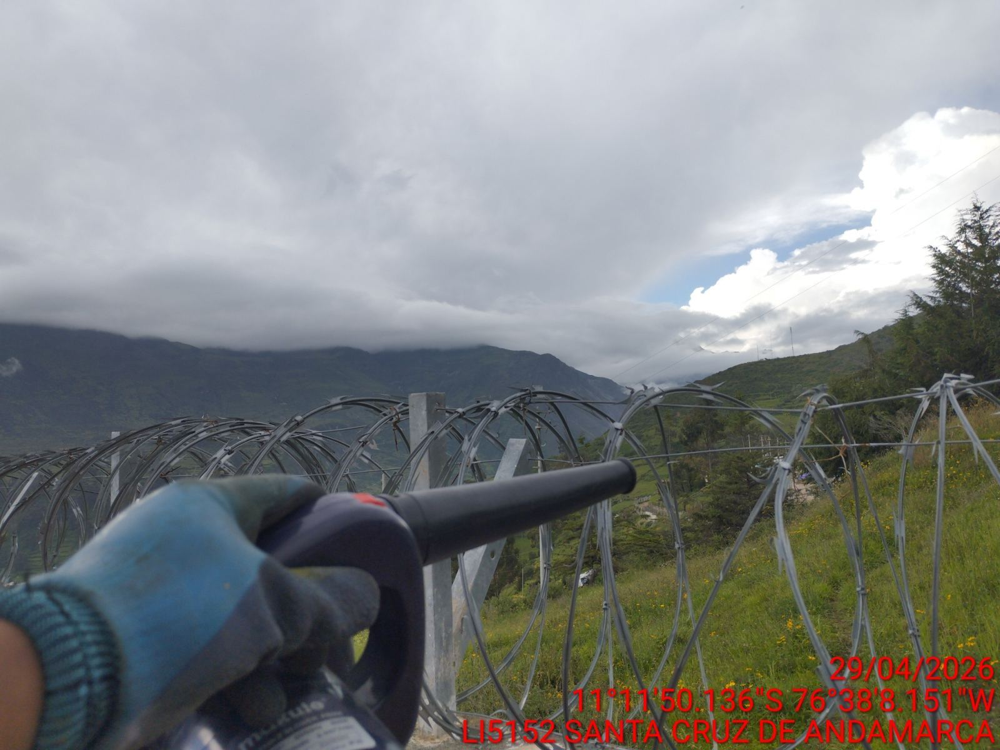 29/04/2026
11°11'50.136"S 76°38'8.151"W
LI5152 SANTA CRUZ DE ANDAMARCA